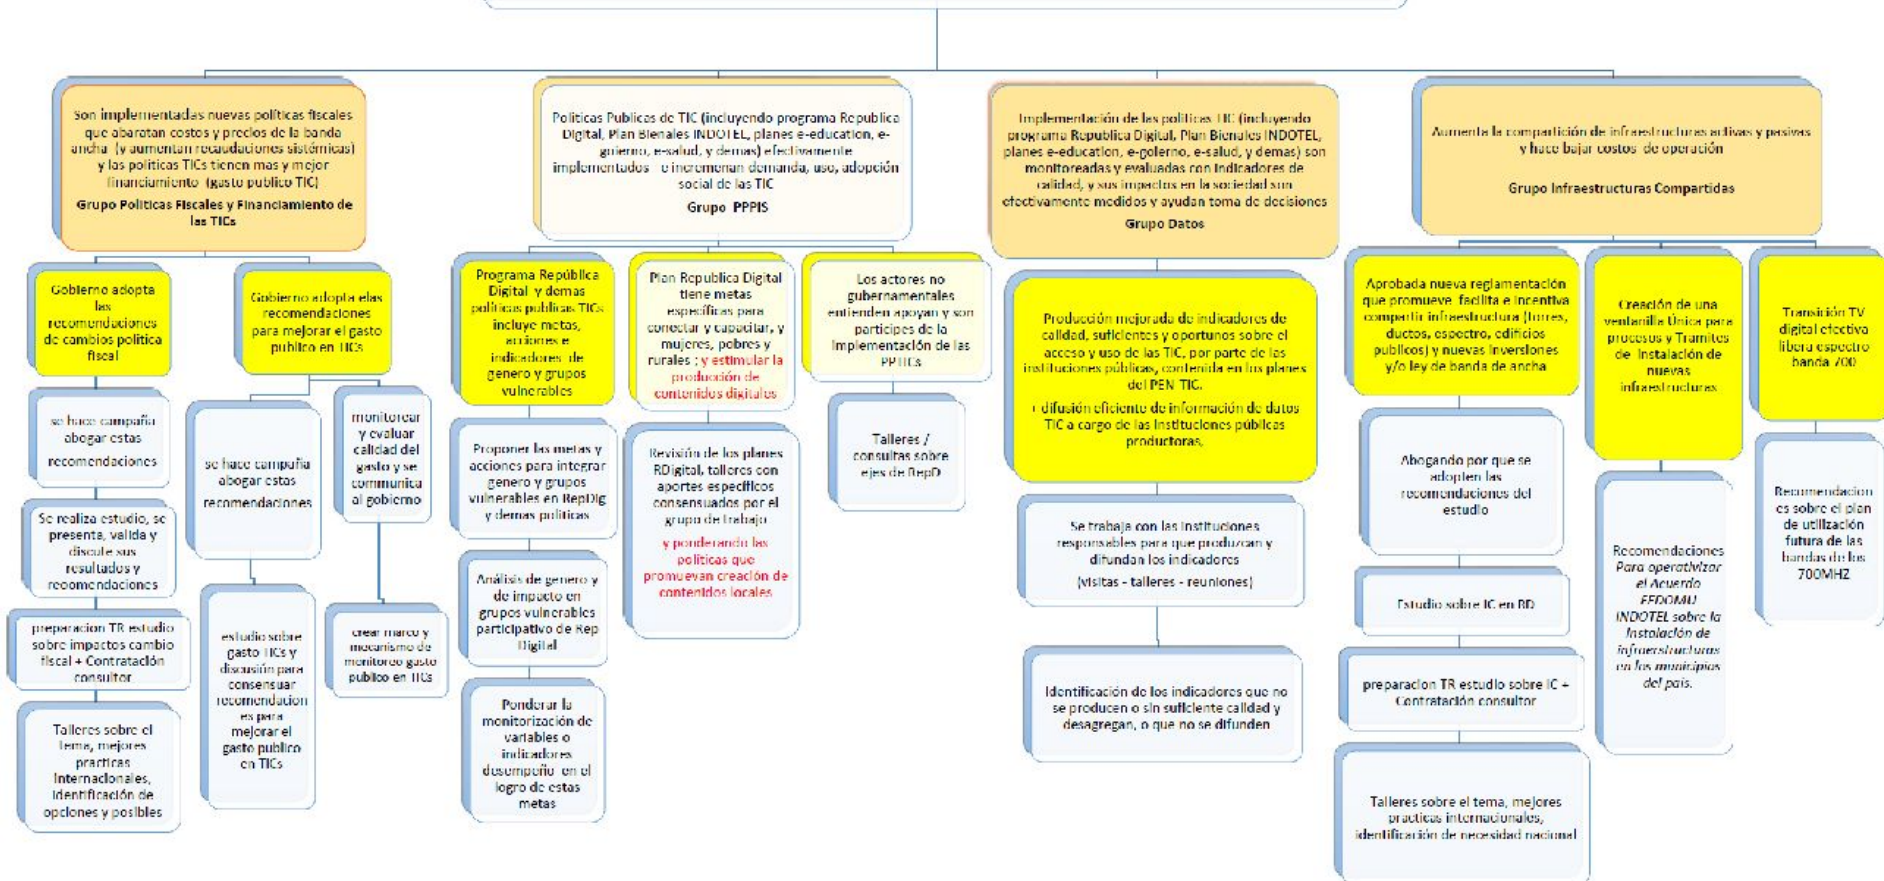 Son implementadas nuevas políticas fiscales
que abaratan costos y precios de la banda
ancha (y aumentan recaudaciones sistémicas)
y las políticas TICs tienen mas y mejor
financiamiento (gasto publico TIC)
Grupo Políticas Fiscales y Financiamiento de
las TICs
Políticas Publicas de TIC (incluyendo programa Republica
Digital, Plan Bienales INDOTEL, planes e-education, e-
goierno, e-salud, y demas) efectivamente
implementados e incremenan demanda, uso, adopción
social de las TIC
Grupo PPPIS
Implementación de las políticas TIC (incluyendo
programa Republica Digital, Plan Bienales INDOTEL,
planes e-education, e-goierno, e-salud, y demas) son
monitoreadas y evaluadas con indicadores de
calidad, y sus impactos en la sociedad son
efectivamente medidos y ayudan toma de decisiones
Grupo Datos
Aumenta la compartición de infraestructuras activas y pasivas
y hace bajar costos de operación
Grupo Infraestructuras Compartidas
Gobierno adopta
las
recomendaciones
de cambios política
fiscal
se hace campaña
abogar estas
recomendaciones
Se realiza estudio, se
presenta, valida y
discute sus
resultados y
reoomendaciones
preparacion TR estudio
sobre impactos cambio
fiscal + Contratación
consultor
Talleres sobre el
tema, mejores
practicas
internacionales,
identificación de
opciones y posibles
Gobierno adopta elas
recomendaciones
para mejorar el gasto
publico en TICs
se hace campaña
abogar estas
recomendaciones
estudio sobre
gasto TICs y
discusión para
consensuar
recomendacion
es para
mejorar el
gasto publico
en TICs
monitorear
y evaluar
calidad del
gasto y se
communica
al gobierno
crear marco y
mecanismo de
monitoreo gasto
publico en TICs
Programa República
Digital y demas
políticas publicas TICs
incluye metas,
acciones e
indicadores de
genero y grupos
vulnerables
Proponer las metas y
acciones para integrar
genero y grupos
vulnerables en RepDig
y demas politicas
Análisis de genero y
de impacto en
grupos vulnerables
participativo de Rep
Digital
Ponderar la
monitorización de
variables o
indicadores
desempeño en el
logro de estas
metas
Plan Republica Digital
tiene metas
específicas para
conectar y capacitar, y
mujeres, pobres y
rurales ; y estimular la
producción de
contenidos digitales
Revisión de los planes
RDigital, talleres con
aportes específicos
consensuados por el
grupo de trabajo
y ponderando las
políticas que
promuevan creación de
contenidos locales
Los actores no
gubernamentales
entienden apoyan y son
participes de la
implementación de las
PPTICs
Talleres /
consultas sobre
ejes de RepD
Producción mejorada de indicadores de
calidad, suficientes y oportunos sobre el
acceso y uso de las TIC, por parte de las
instituciones públicas, contenida en los planes
del PEN TIC.
+ difusión eficiente de información de datos
TIC a cargo de las instituciones públicas
productoras,
Se trabaja con las instituciones
responsables para que produzcan y
difundan los indicadores
(visitas - talleres - reuniones)
Identificación de los indicadores que no
se producen o sin suficiente calidad y
desagregan, o que no se difunden
Aprobada nueva reglamentación
que promueve facilita e incentiva
compartir infraestructura (torres,
ductos, espectro, edificios
publicos) y nuevas inversiones
y/o ley de banda de ancha
Abogando por que se
adopten las
recomendaciones del
estudio
Estudio sobre IC en RD
preparacion TR estudio sobre IC +
Contratación consultor
Talleres sobre el tema, mejores
practicas internacionales,
identificación de necesidad nacional
Creación de una
ventanilla Única para
procesos y Tramites
de Instalación de
nuevas
infraestructuras
Recomendaciones
Para operativizar
el Acuerdo
FEDOMU
INDOTEL sobre la
Instalación de
infraerstructuras
en los municipios
del país.
Transición TV
digital efectiva
libera espectro
banda 700
Recomendacion
es sobre el plan
de utilización
futura de las
bandas de los
700MHZ